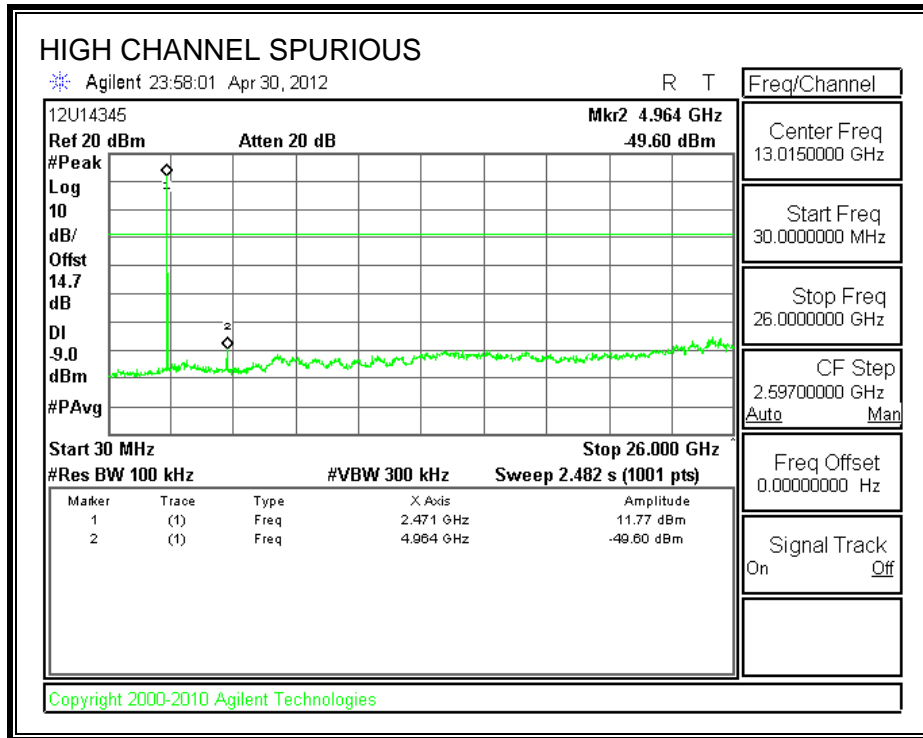 HIGH CHANNEL SPURIOUS
Agilent 23:58:01 Apr 30, 2012 R T
12U14345 Mkr2 4.964 GHz
Ref 20 dBm Atten 20 dB -49.60 dBm
#Peak
Log
10
dB/
Offst
14.7
dB
DI
-9.0
dBm
#PAvg
1
2
Start 30 MHz Stop 26.000 GHz
#Res BW 100 kHz #VBW 300 kHz Sweep 2.482 s (1001 pts)
Marker Trace Type X Axis Amplitude
1 (1) Freq 2.471 GHz 11.77 dBm
2 (1) Freq 4.964 GHz -49.60 dBm
Copyright 2000-2010 Agilent Technologies
Freq/Channel
Center Freq
13.0150000 GHz
Start Freq
30.0000000 MHz
Stop Freq
26.0000000 GHz
CF Step
2.59700000 GHz
Auto Man
Freq Offset
0.00000000 Hz
Signal Track
On Off